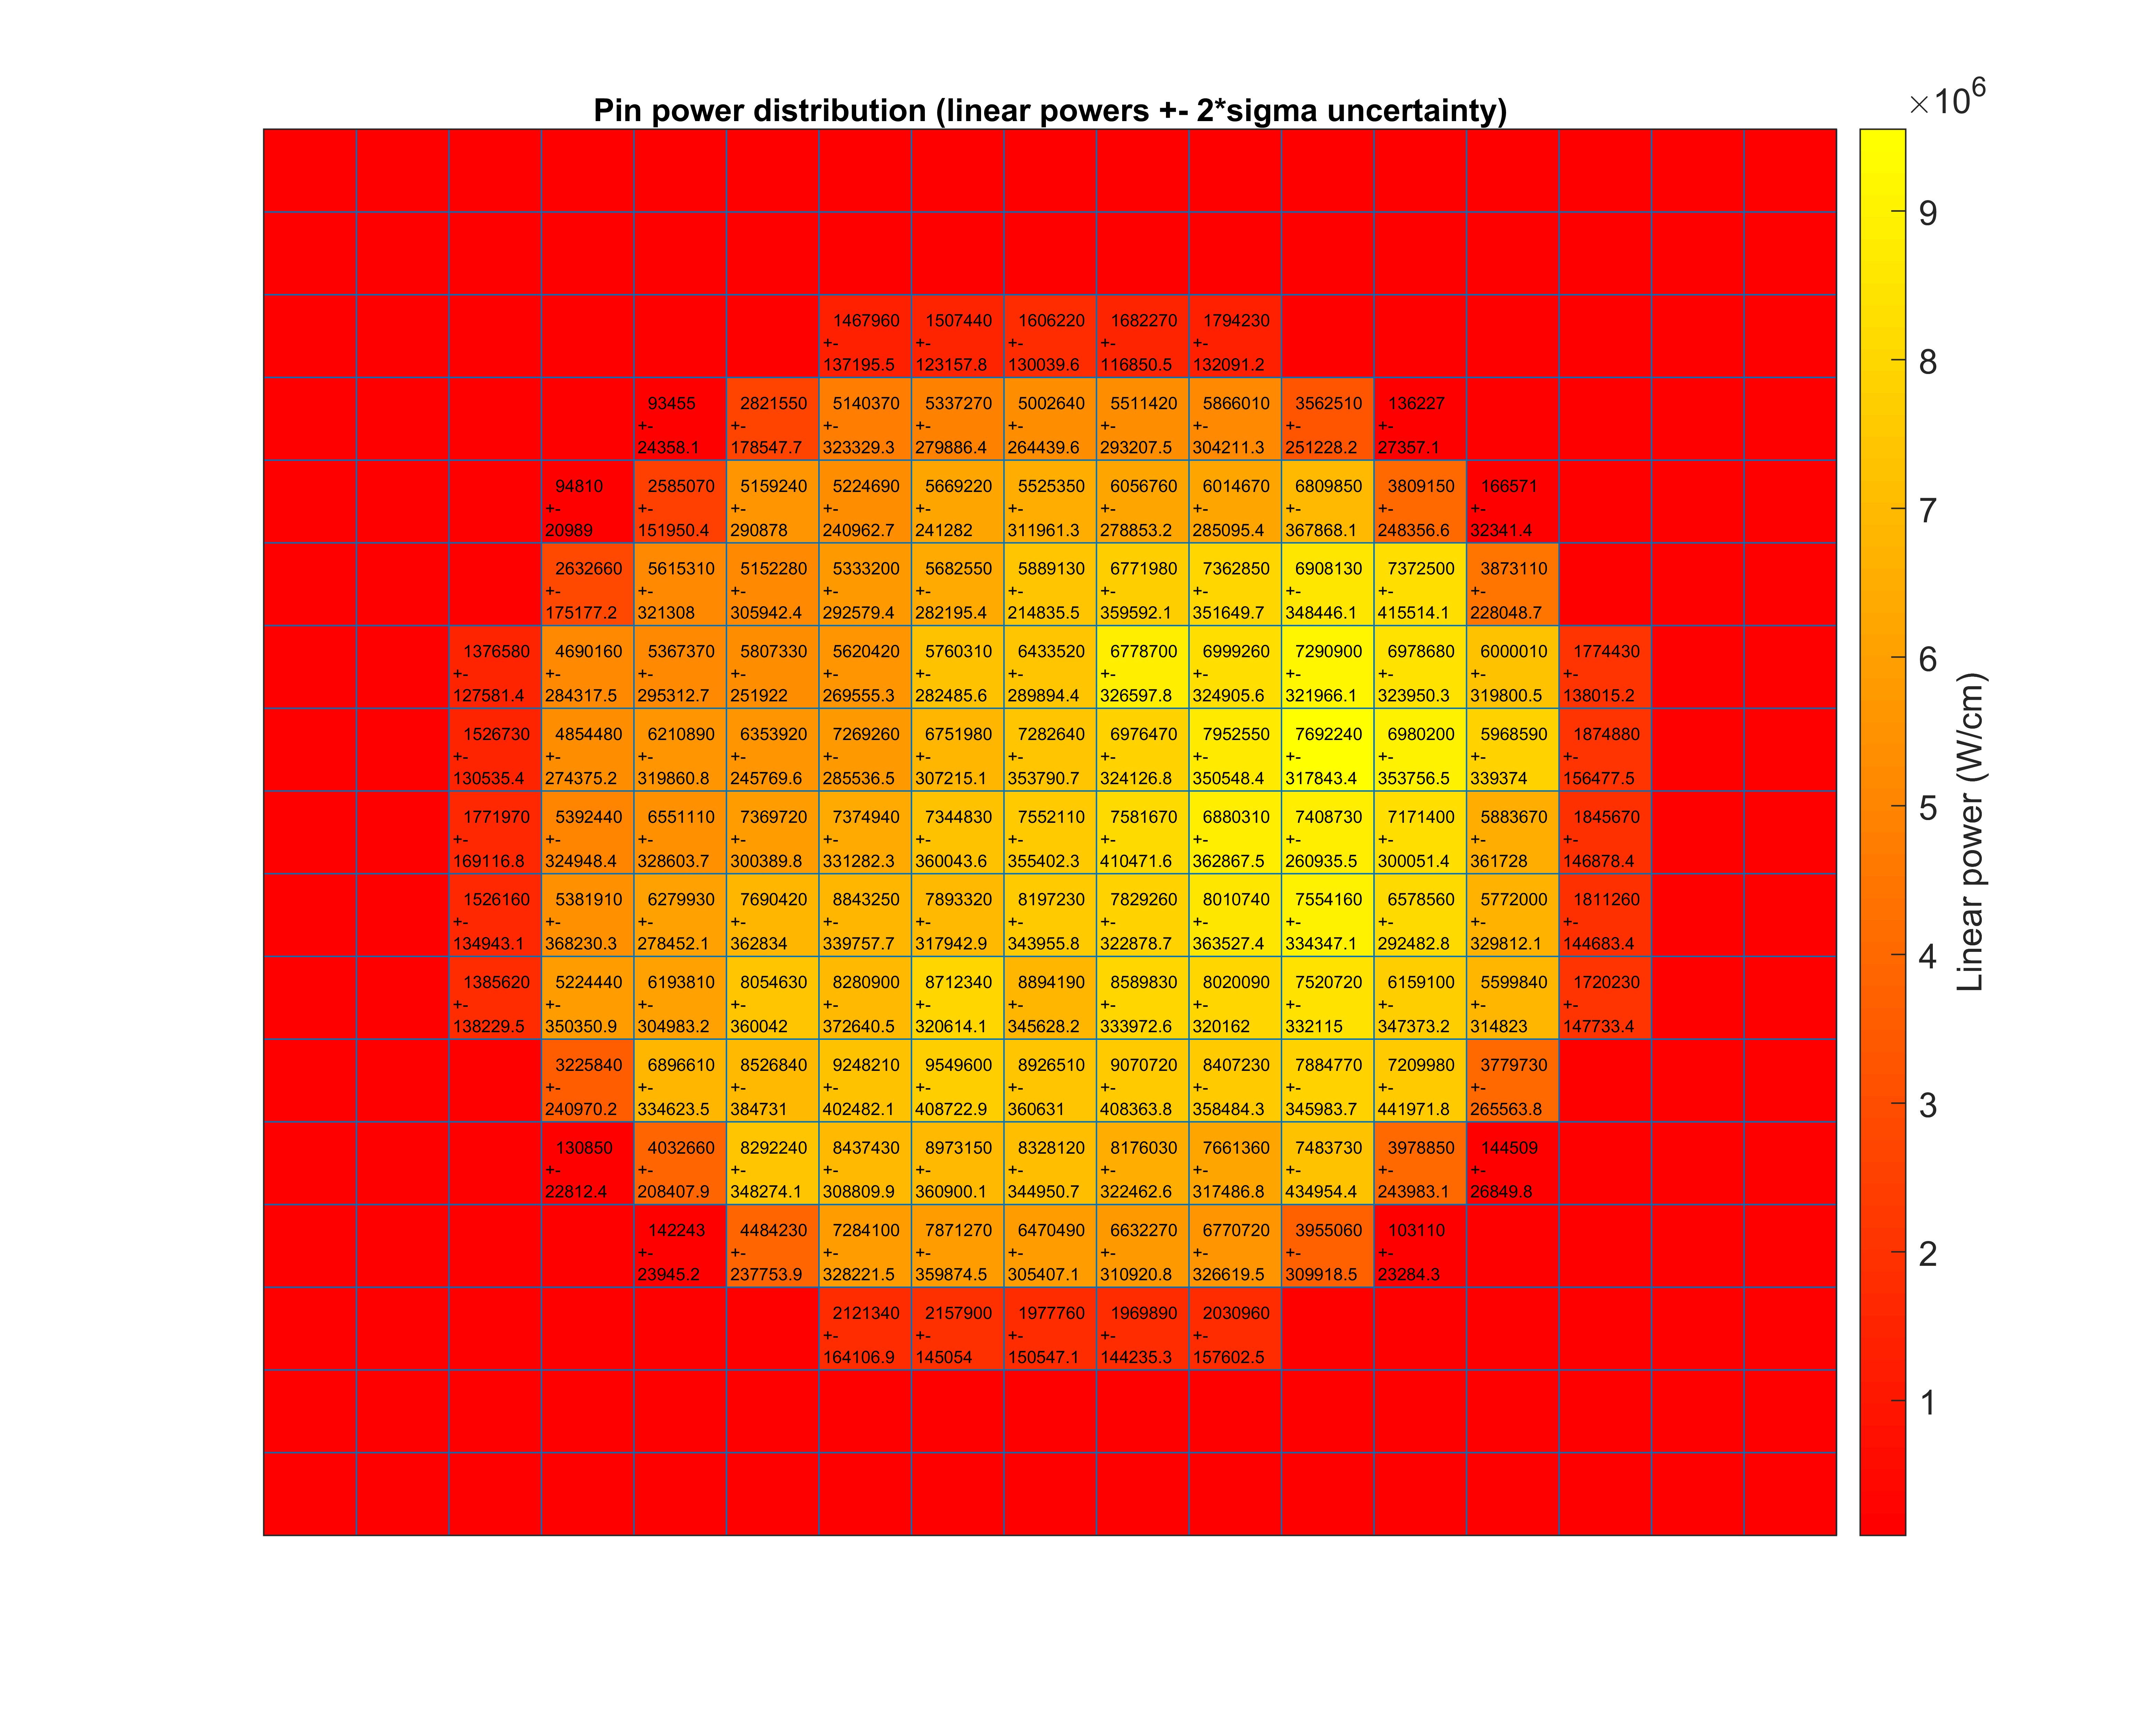 ×10^6
Pin power distribution (linear powers +- 2*sigma uncertainty)
1467960 1507440 1606220 1682270 1794230
+- +- +- +- +-
137195.5 123157.8 130039.6 116850.5 132091.2
93455 2821550 5140370 5337270 5002640 5511420 5866010 3562510 136227
+- +- +- +- +- +- +- +- +-
24358.1 178547.7 323329.3 279886.4 264439.6 293207.5 304211.3 251228.2 27357.1
94810 2585070 5159240 5224690 5669220 5525350 6056760 6014670 6809850 3809150 166571
+- +- +- +- +- +- +- +- +- +- +-
20989 151950.4 290878 240962.7 241282 311961.3 278853.2 285095.4 367868.1 248356.6 32341.4
2632660 5615310 5152280 5333200 5682550 5889130 6771980 7362850 6908130 7372500 3873110
+- +- +- +- +- +- +- +- +- +- +-
175177.2 321308 305942.4 292579.4 282195.4 214835.5 359592.1 351649.7 348446.1 415514.1 228048.7
1376580 4690160 5367370 5807330 5620420 5760310 6433520 6778700 6999260 7290900 6978680 6000010 1774430
+- +- +- +- +- +- +- +- +- +- +- +- +-
127581.4 284317.5 295312.7 251922 269555.3 282485.6 289894.4 326597.8 324905.6 321966.1 323950.3 319800.5 138015.2
1526730 4854480 6210890 6353920 7269260 6751980 7282640 6976470 7952550 7692240 6980200 5968590 1874880
+- +- +- +- +- +- +- +- +- +- +- +- +-
130535.4 274375.2 319860.8 245769.6 285536.5 307215.1 353790.7 324126.8 350548.4 317843.4 353756.5 339374 156477.5
1771970 5392440 6551110 7369720 7374940 7344830 7552110 7581670 6880310 7408730 7171400 5883670 1845670
+- +- +- +- +- +- +- +- +- +- +- +- +-
169116.8 324948.4 328603.7 300389.8 331282.3 360043.6 355402.3 410471.6 362867.5 260935.5 300051.4 361728 146878.4
1526160 5381910 6279930 7690420 8843250 7893320 8197230 7829260 8010740 7554160 6578560 5772000 1811260
+- +- +- +- +- +- +- +- +- +- +- +- +-
134943.1 368230.3 278452.1 362834 339757.7 317942.9 343955.8 322878.7 363527.4 334347.1 292482.8 329812.1 144683.4
1385620 5224440 6193810 8054630 8280900 8712340 8894190 8589830 8020090 7520720 6159100 5599840 1720230
+- +- +- +- +- +- +- +- +- +- +- +- +-
138229.5 350350.9 304983.2 360042 372640.5 320614.1 345628.2 333972.6 320162 332115 347373.2 314823 147733.4
3225840 6896610 8526840 9248210 9549600 8926510 9070720 8407230 7884770 7209980 3779730
+- +- +- +- +- +- +- +- +- +- +-
240970.2 334623.5 384731 402482.1 408722.9 360631 408363.8 358484.3 345983.7 441971.8 265563.8
130850 4032660 8292240 8437430 8973150 8328120 8176030 7661360 7483730 3978850 144509
+- +- +- +- +- +- +- +- +- +- +-
22812.4 208407.9 348274.1 308809.9 360900.1 344950.7 322462.6 317486.8 434954.4 243983.1 26849.8
142243 4484230 7284100 7871270 6470490 6632270 6770720 3955060 103110
+- +- +- +- +- +- +- +- +-
23945.2 237753.9 328221.5 359874.5 305407.1 310920.8 326619.5 309918.5 23284.3
2121340 2157900 1977760 1969890 2030960
+- +- +- +- +-
164106.9 145054 150547.1 144235.3 157602.5
9
8
7
6
5
4
3
2
1
Linear power (W/cm)